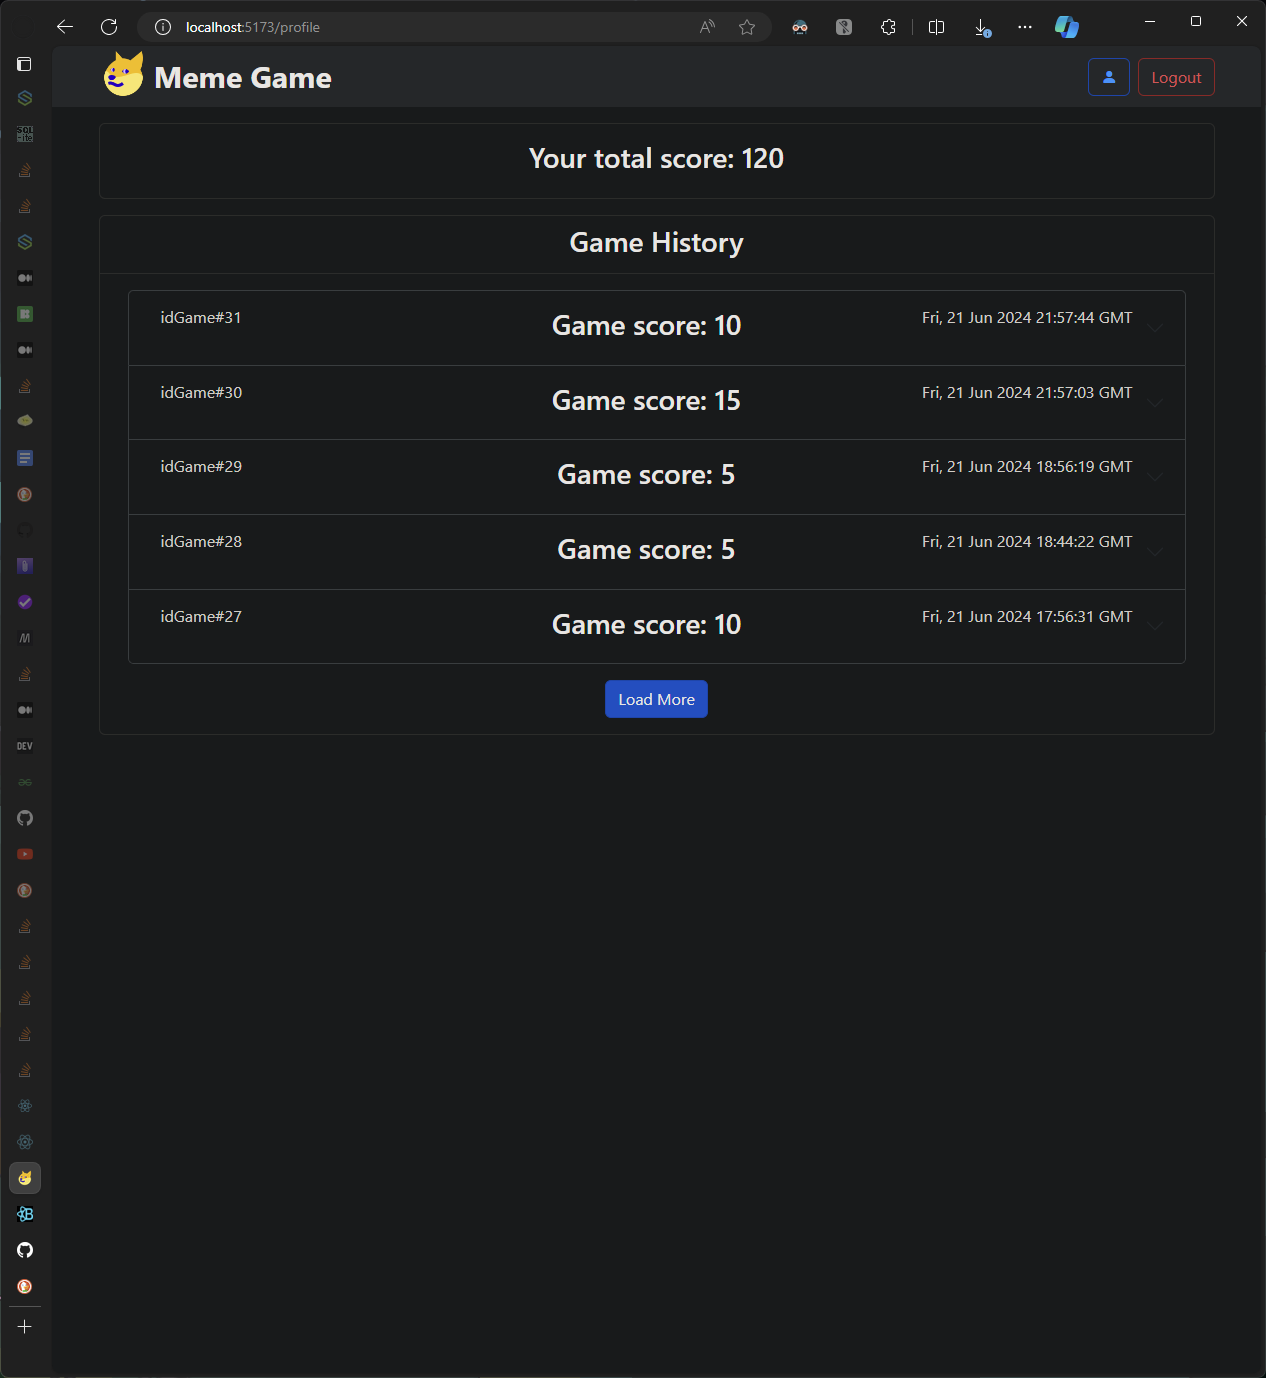 localhost:5173/profile
Meme Game
Logout
Your total score: 120
Game History
idGame#31
Game score: 10
Fri, 21 Jun 2024 21:57:44 GMT
idGame#30
Game score: 15
Fri, 21 Jun 2024 21:57:03 GMT
idGame#29
Game score: 5
Fri, 21 Jun 2024 18:56:19 GMT
idGame#28
Game score: 5
Fri, 21 Jun 2024 18:44:22 GMT
idGame#27
Game score: 10
Fri, 21 Jun 2024 17:56:31 GMT
Load More
DEV